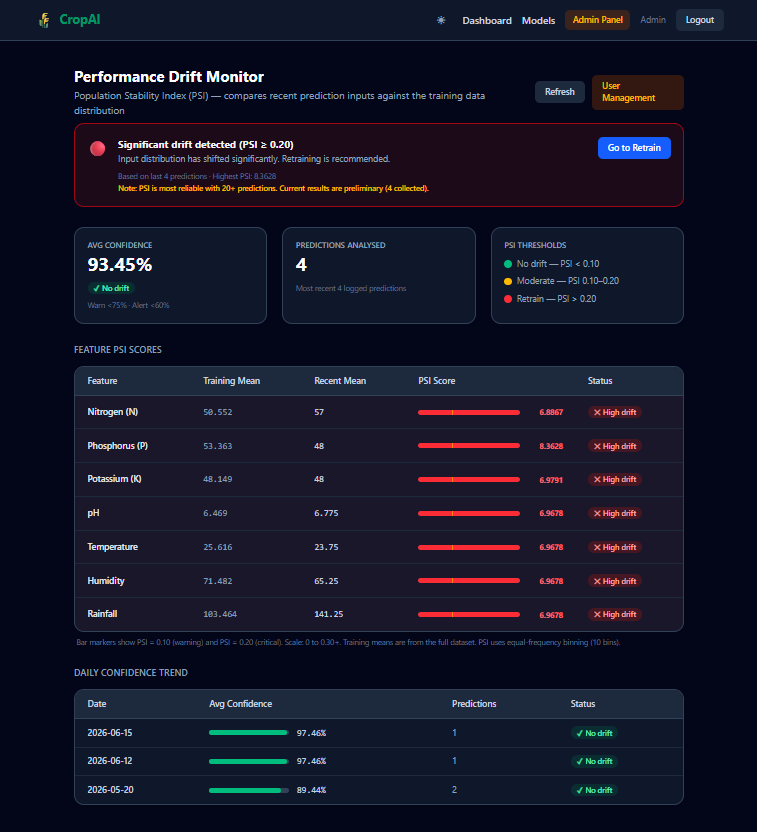 CropAI
☀ Dashboard Models Admin Panel Admin Logout
Performance Drift Monitor
Population Stability Index (PSI) — compares recent prediction inputs against the training data
distribution
Refresh
User
Management
Significant drift detected (PSI ≥ 0.20)
Input distribution has shifted significantly. Retraining is recommended.
Based on last 4 predictions · Highest PSI: 8.3628
Note: PSI is most reliable with 20+ predictions. Current results are preliminary (4 collected).
Go to Retrain
AVG CONFIDENCE
93.45%
✓ No drift
Warn <75% · Alert <60%
PREDICTIONS ANALYSED
4
Most recent 4 logged predictions
PSI THRESHOLDS
No drift — PSI < 0.10
Moderate — PSI 0.10–0.20
Retrain — PSI > 0.20
FEATURE PSI SCORES
Feature Training Mean Recent Mean PSI Score Status
Nitrogen (N) 50.552 57 6.8867 ✕ High drift
Phosphorus (P) 53.363 48 8.3628 ✕ High drift
Potassium (K) 48.149 48 6.9791 ✕ High drift
pH 6.469 6.775 6.9678 ✕ High drift
Temperature 25.616 23.75 6.9678 ✕ High drift
Humidity 71.482 65.25 6.9678 ✕ High drift
Rainfall 103.464 141.25 6.9678 ✕ High drift
Bar markers show PSI = 0.10 (warning) and PSI = 0.20 (critical). Scale: 0 to 0.30+. Training means are from the full dataset. PSI uses equal-frequency binning (10 bins).
DAILY CONFIDENCE TREND
Date Avg Confidence Predictions Status
2026-06-15 97.46% 1 ✓ No drift
2026-06-12 97.46% 1 ✓ No drift
2026-05-20 89.44% 2 ✓ No drift